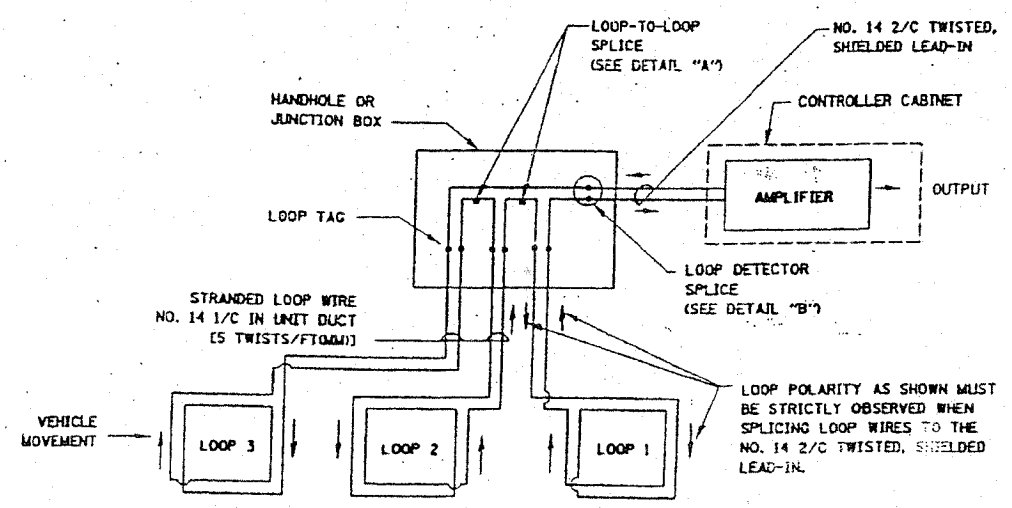 LOOP-TO-LOOP
SPLICE
(SEE DETAIL "A")
NO. 14 2/C TWISTED,
SHIELDED LEAD-IN
HANDHOLE OR
JUNCTION BOX
CONTROLLER CABINET
AMPLIFIER
OUTPUT
LOOP TAG
LOOP DETECTOR
SPLICE
(SEE DETAIL "B")
STRANDED LOOP WIRE
NO. 14 1/C IN UNIT DUCT
[5 TWISTS/FT(MM)]
LOOP POLARITY AS SHOWN MUST
BE STRICTLY OBSERVED WHEN
SPLICING LOOP WIRES TO THE
NO. 14 2/C TWISTED, SHIELDED
LEAD-IN.
VEHICLE
MOVEMENT
LOOP 3
LOOP 2
LOOP 1